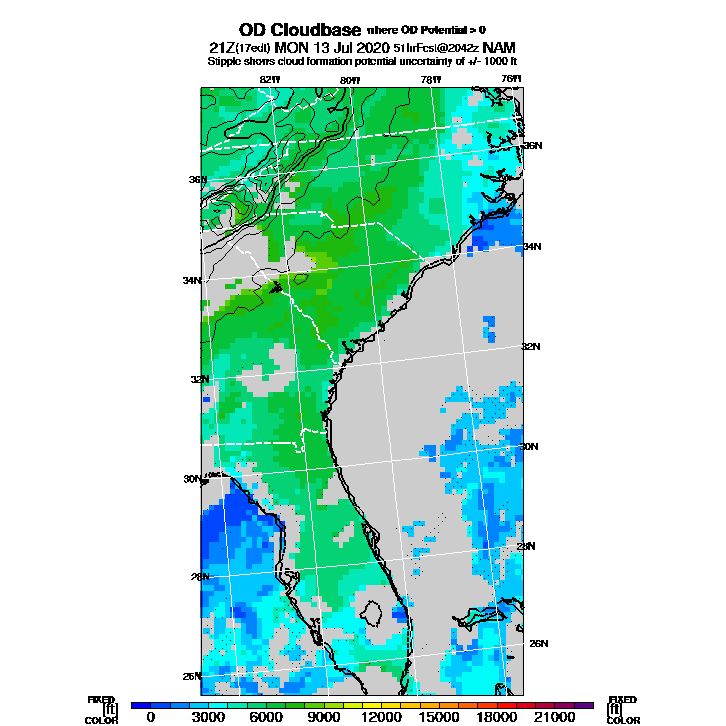 OD Cloudbase where OD Potential > 0
21Z(17edt) MON 13 Jul 2020 51hrFcst@2042z NAM
Stipple shows cloud formation potential uncertainty of +/- 1000 ft
82W 80W 78W 76W
36N 36N
34N 34N
32N 32N
30N 30N
28N 28N
26N 26N
FIXED FIXED
[ft] [ft]
COLOR COLOR
0 3000 6000 9000 12000 15000 18000 21000